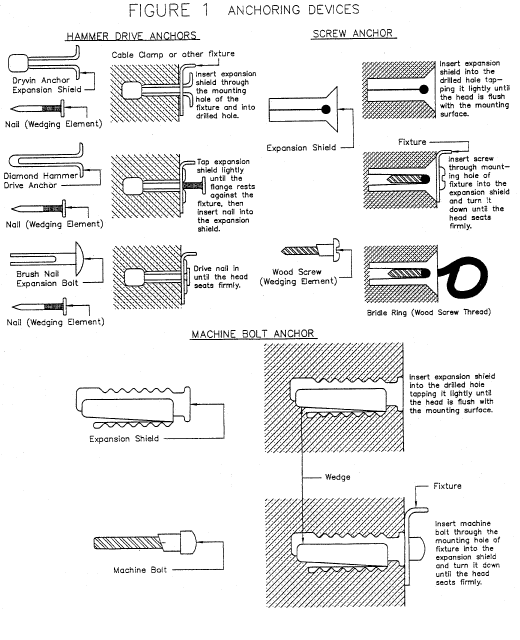 FIGURE 1 ANCHORING DEVICES
HAMMER DRIVE ANCHORS
Dryvin Anchor
Expansion Shield
Nail (Wedging Element)
Cable Clamp or other fixture
Insert expansion
shield through
the mounting
hole of the
fixture and into
drilled hole.
Diamond Hammer
Drive Anchor
Nail (Wedging Element)
Tap expansion
shield lightly
until the
flange rests
against the
fixture, then
insert nail into
the expansion
shield.
Brush Nail
Expansion Bolt
Nail (Wedging Element)
Drive nail in
until the head
seats firmly.
SCREW ANCHOR
Expansion Shield
Insert expansion
shield into the
drilled hole tap-
ping it lightly until
the head is flush
with the mounting
surface.
Fixture
Insert screw
through mount-
ing hole of
fixture into the
expansion shield
and turn it
down until the
head seats
firmly.
Wood Screw
(Wedging Element)
Bridle Ring (Wood Screw Thread)
MACHINE BOLT ANCHOR
Expansion Shield
Insert expansion shield
into the drilled hole
tapping it lightly until
the head is flush with
the mounting surface.
Wedge
Fixture
Machine Bolt
Insert machine
bolt through the
mounting hole of
fixture into the
expansion shield
and turn it down
until the head
seats firmly.